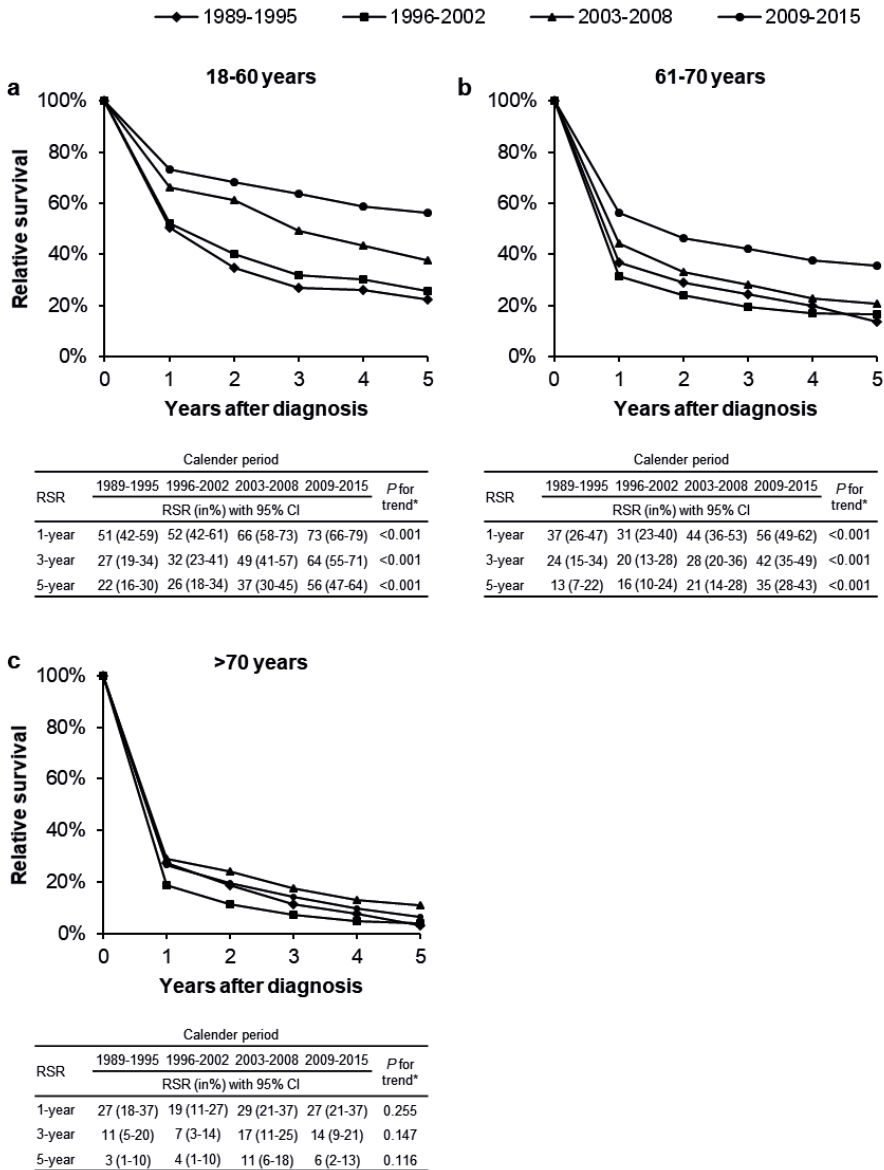 1989-1995 1996-2002 2003-2008 2009-2015
a 18-60 years
100%
80%
60%
40%
20%
0%
Relative survival
0 1 2 3 4 5
Years after diagnosis
Calender period
RSR 1989-1995 1996-2002 2003-2008 2009-2015 P for trend*
RSR (in%) with 95% CI
1-year 51 (42-59) 52 (42-61) 66 (58-73) 73 (66-79) <0.001
3-year 27 (19-34) 32 (23-41) 49 (41-57) 64 (55-71) <0.001
5-year 22 (16-30) 26 (18-34) 37 (30-45) 56 (47-64) <0.001
b 61-70 years
100%
80%
60%
40%
20%
0%
0 1 2 3 4 5
Years after diagnosis
Calender period
RSR 1989-1995 1996-2002 2003-2008 2009-2015 P for trend*
RSR (in%) with 95% CI
1-year 37 (26-47) 31 (23-40) 44 (36-53) 56 (49-62) <0.001
3-year 24 (15-34) 20 (13-28) 28 (20-36) 42 (35-49) <0.001
5-year 13 (7-22) 16 (10-24) 21 (14-28) 35 (28-43) <0.001
c >70 years
100%
80%
60%
40%
20%
0%
Relative survival
0 1 2 3 4 5
Years after diagnosis
Calender period
RSR 1989-1995 1996-2002 2003-2008 2009-2015 P for trend*
RSR (in%) with 95% CI
1-year 27 (18-37) 19 (11-27) 29 (21-37) 27 (21-37) 0.255
3-year 11 (5-20) 7 (3-14) 17 (11-25) 14 (9-21) 0.147
5-year 3 (1-10) 4 (1-10) 11 (6-18) 6 (2-13) 0.116